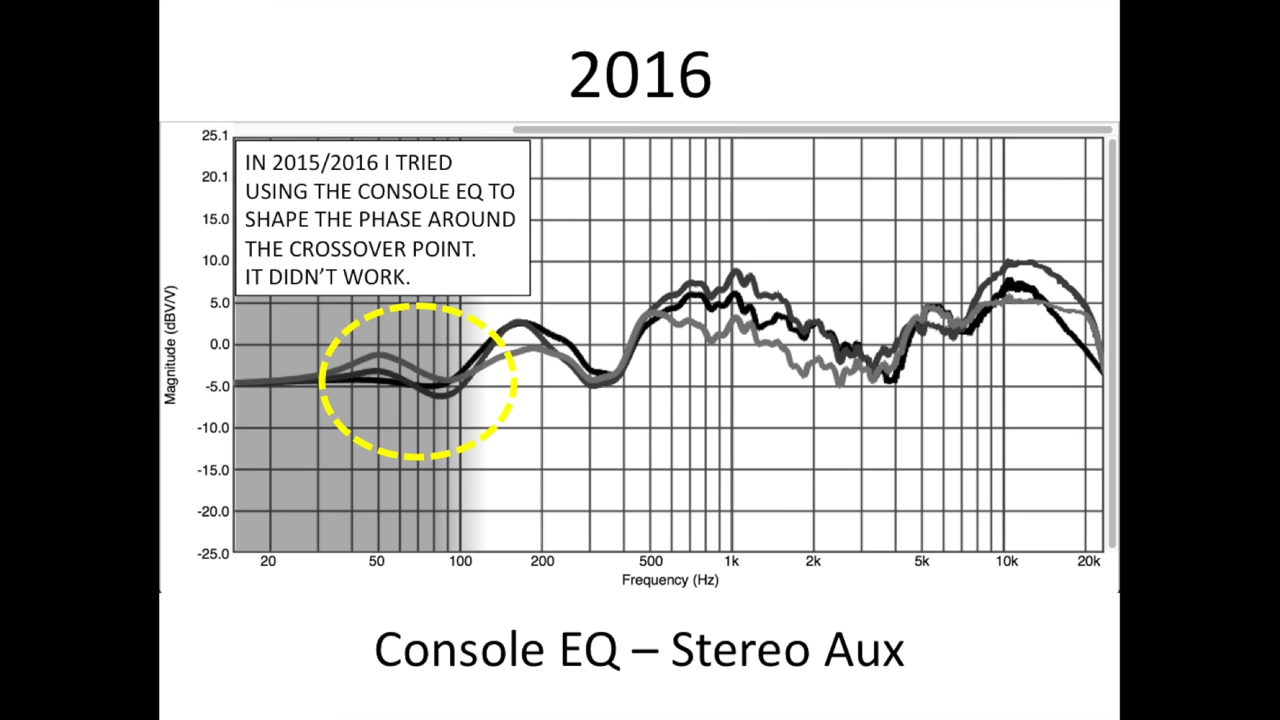 2016
IN 2015/2016 I TRIED
USING THE CONSOLE EQ TO
SHAPE THE PHASE AROUND
THE CROSSOVER POINT.
IT DIDN'T WORK.
25.1
20.1
15.0
10.0
5.0
0.0
-5.0
-10.0
-15.0
-20.0
-25.0
Magnitude (dBV/V)
20 50 100 200 500 1k 2k 5k 10k 20k
Frequency (Hz)
Console EQ – Stereo Aux